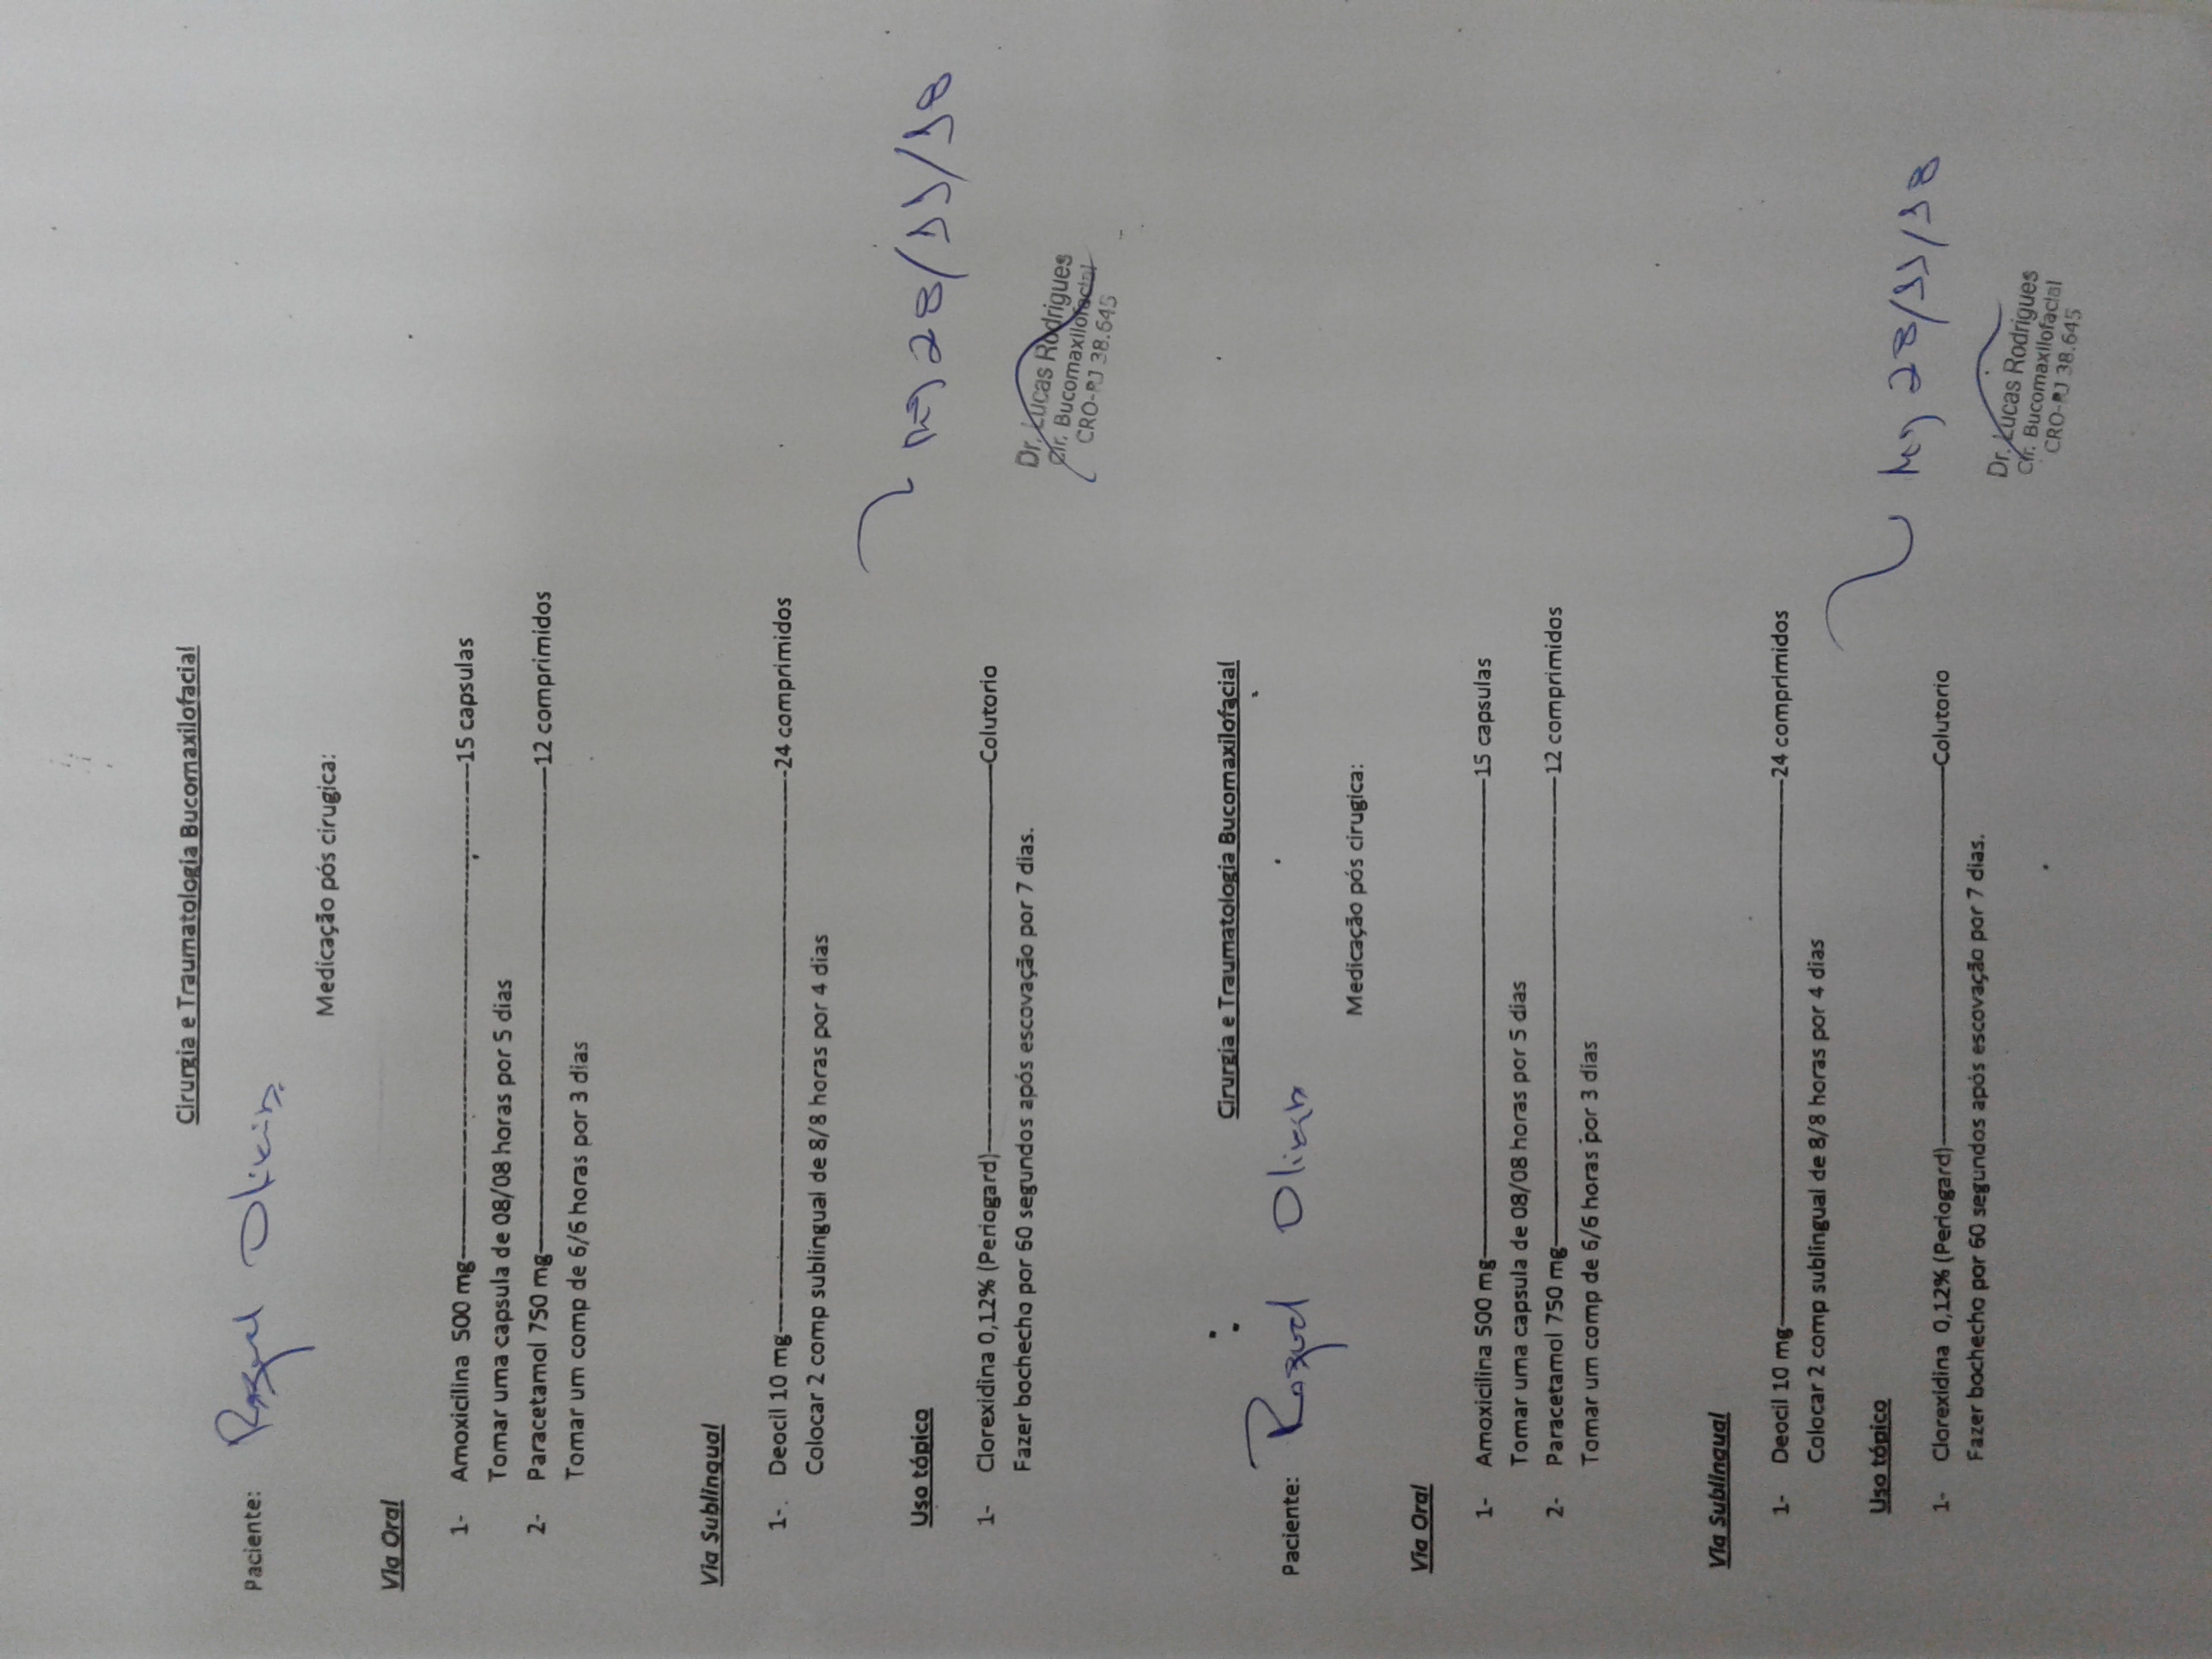 Cirurgia e Traumatologia Bucomaxilofacial
Paciente: Raquel Oliveira
Medicação pós cirugica:
Via Oral
1- Amoxicilina 500 mg---15 capsulas
Tomar uma capsula de 08/08 horas por 5 dias
2- Paracetamol 750 mg---12 comprimidos
Tomar um comp de 6/6 horas por 3 dias
Via Sublingual
1-. Deocil 10 mg---24 comprimidos
Colocar 2 comp sublingual de 8/8 horas por 4 dias
28/11/18
Uso tópico
1- Clorexidina 0,12% (Periogard)---Colutorio
Fazer bochecho por 60 segundos após escovação por 7 dias.
Dr. Lucas Rodrigues
Cir. Bucomaxilofacial
CRO-RJ 38.645
Cirurgia e Traumatologia Bucomaxilofacial
Paciente: Raquel Oliveira
Medicação pós cirugica:
Via Oral
1- Amoxicilina 500 mg---15 capsulas
Tomar uma capsula de 08/08 horas por 5 dias
2- Paracetamol 750 mg---12 comprimidos
Tomar um comp de 6/6 horas por 3 dias
Via Sublingual
1- Deocil 10 mg---24 comprimidos
Colocar 2 comp sublingual de 8/8 horas por 4 dias
28/11/18
Uso tópico
1- Clorexidina 0,12% (Periogard)---Colutorio
Fazer bochecho por 60 segundos após escovação por 7 dias.
Dr. Lucas Rodrigues
Cir. Bucomaxilofacial
CRO-RJ 38.645